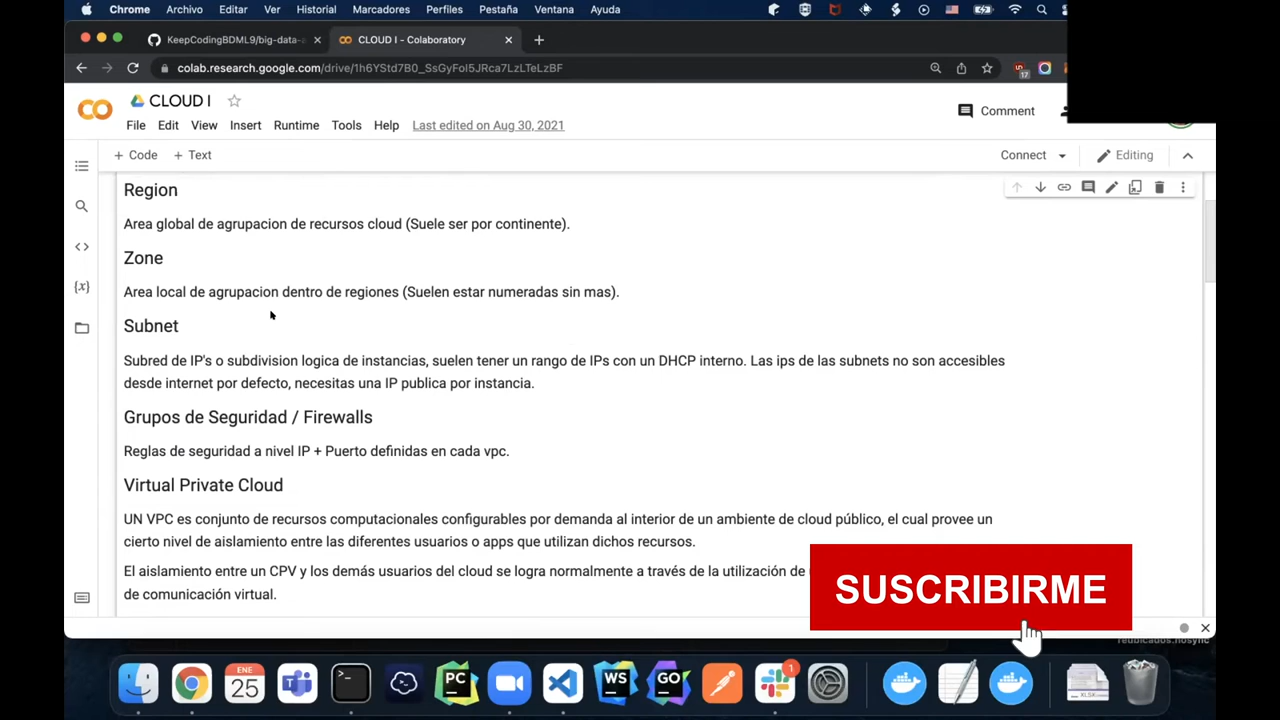 Chrome Archivo Editar Ver Historial Marcadores Perfiles Pestaña Ventana Ayuda
KeepCodingBDML9/big-data-a
CLOUD I - Colaboratory
colab.research.google.com/drive/1h6YStd7B0_SsGyFoI5JRca7LzLTeLzBF
17
CLOUD I
File Edit View Insert Runtime Tools Help Last edited on Aug 30, 2021
Comment
+ Code + Text
Connect
Editing
Region
Area global de agrupacion de recursos cloud (Suele ser por continente).
Zone
Area local de agrupacion dentro de regiones (Suelen estar numeradas sin mas).
Subnet
Subred de IP's o subdivision logica de instancias, suelen tener un rango de IPs con un DHCP interno. Las ips de las subnets no son accesibles
desde internet por defecto, necesitas una IP publica por instancia.
Grupos de Seguridad / Firewalls
Reglas de seguridad a nivel IP + Puerto definidas en cada vpc.
Virtual Private Cloud
UN VPC es conjunto de recursos computacionales configurables por demanda al interior de un ambiente de cloud público, el cual provee un
cierto nivel de aislamiento entre las diferentes usuarios o apps que utilizan dichos recursos.
El aislamiento entre un CPV y los demás usuarios del cloud se logra normalmente a través de la utilización de
de comunicación virtual.
SUSCRIBIRME
ENE
25
PC
WS
GO
1
XLSX